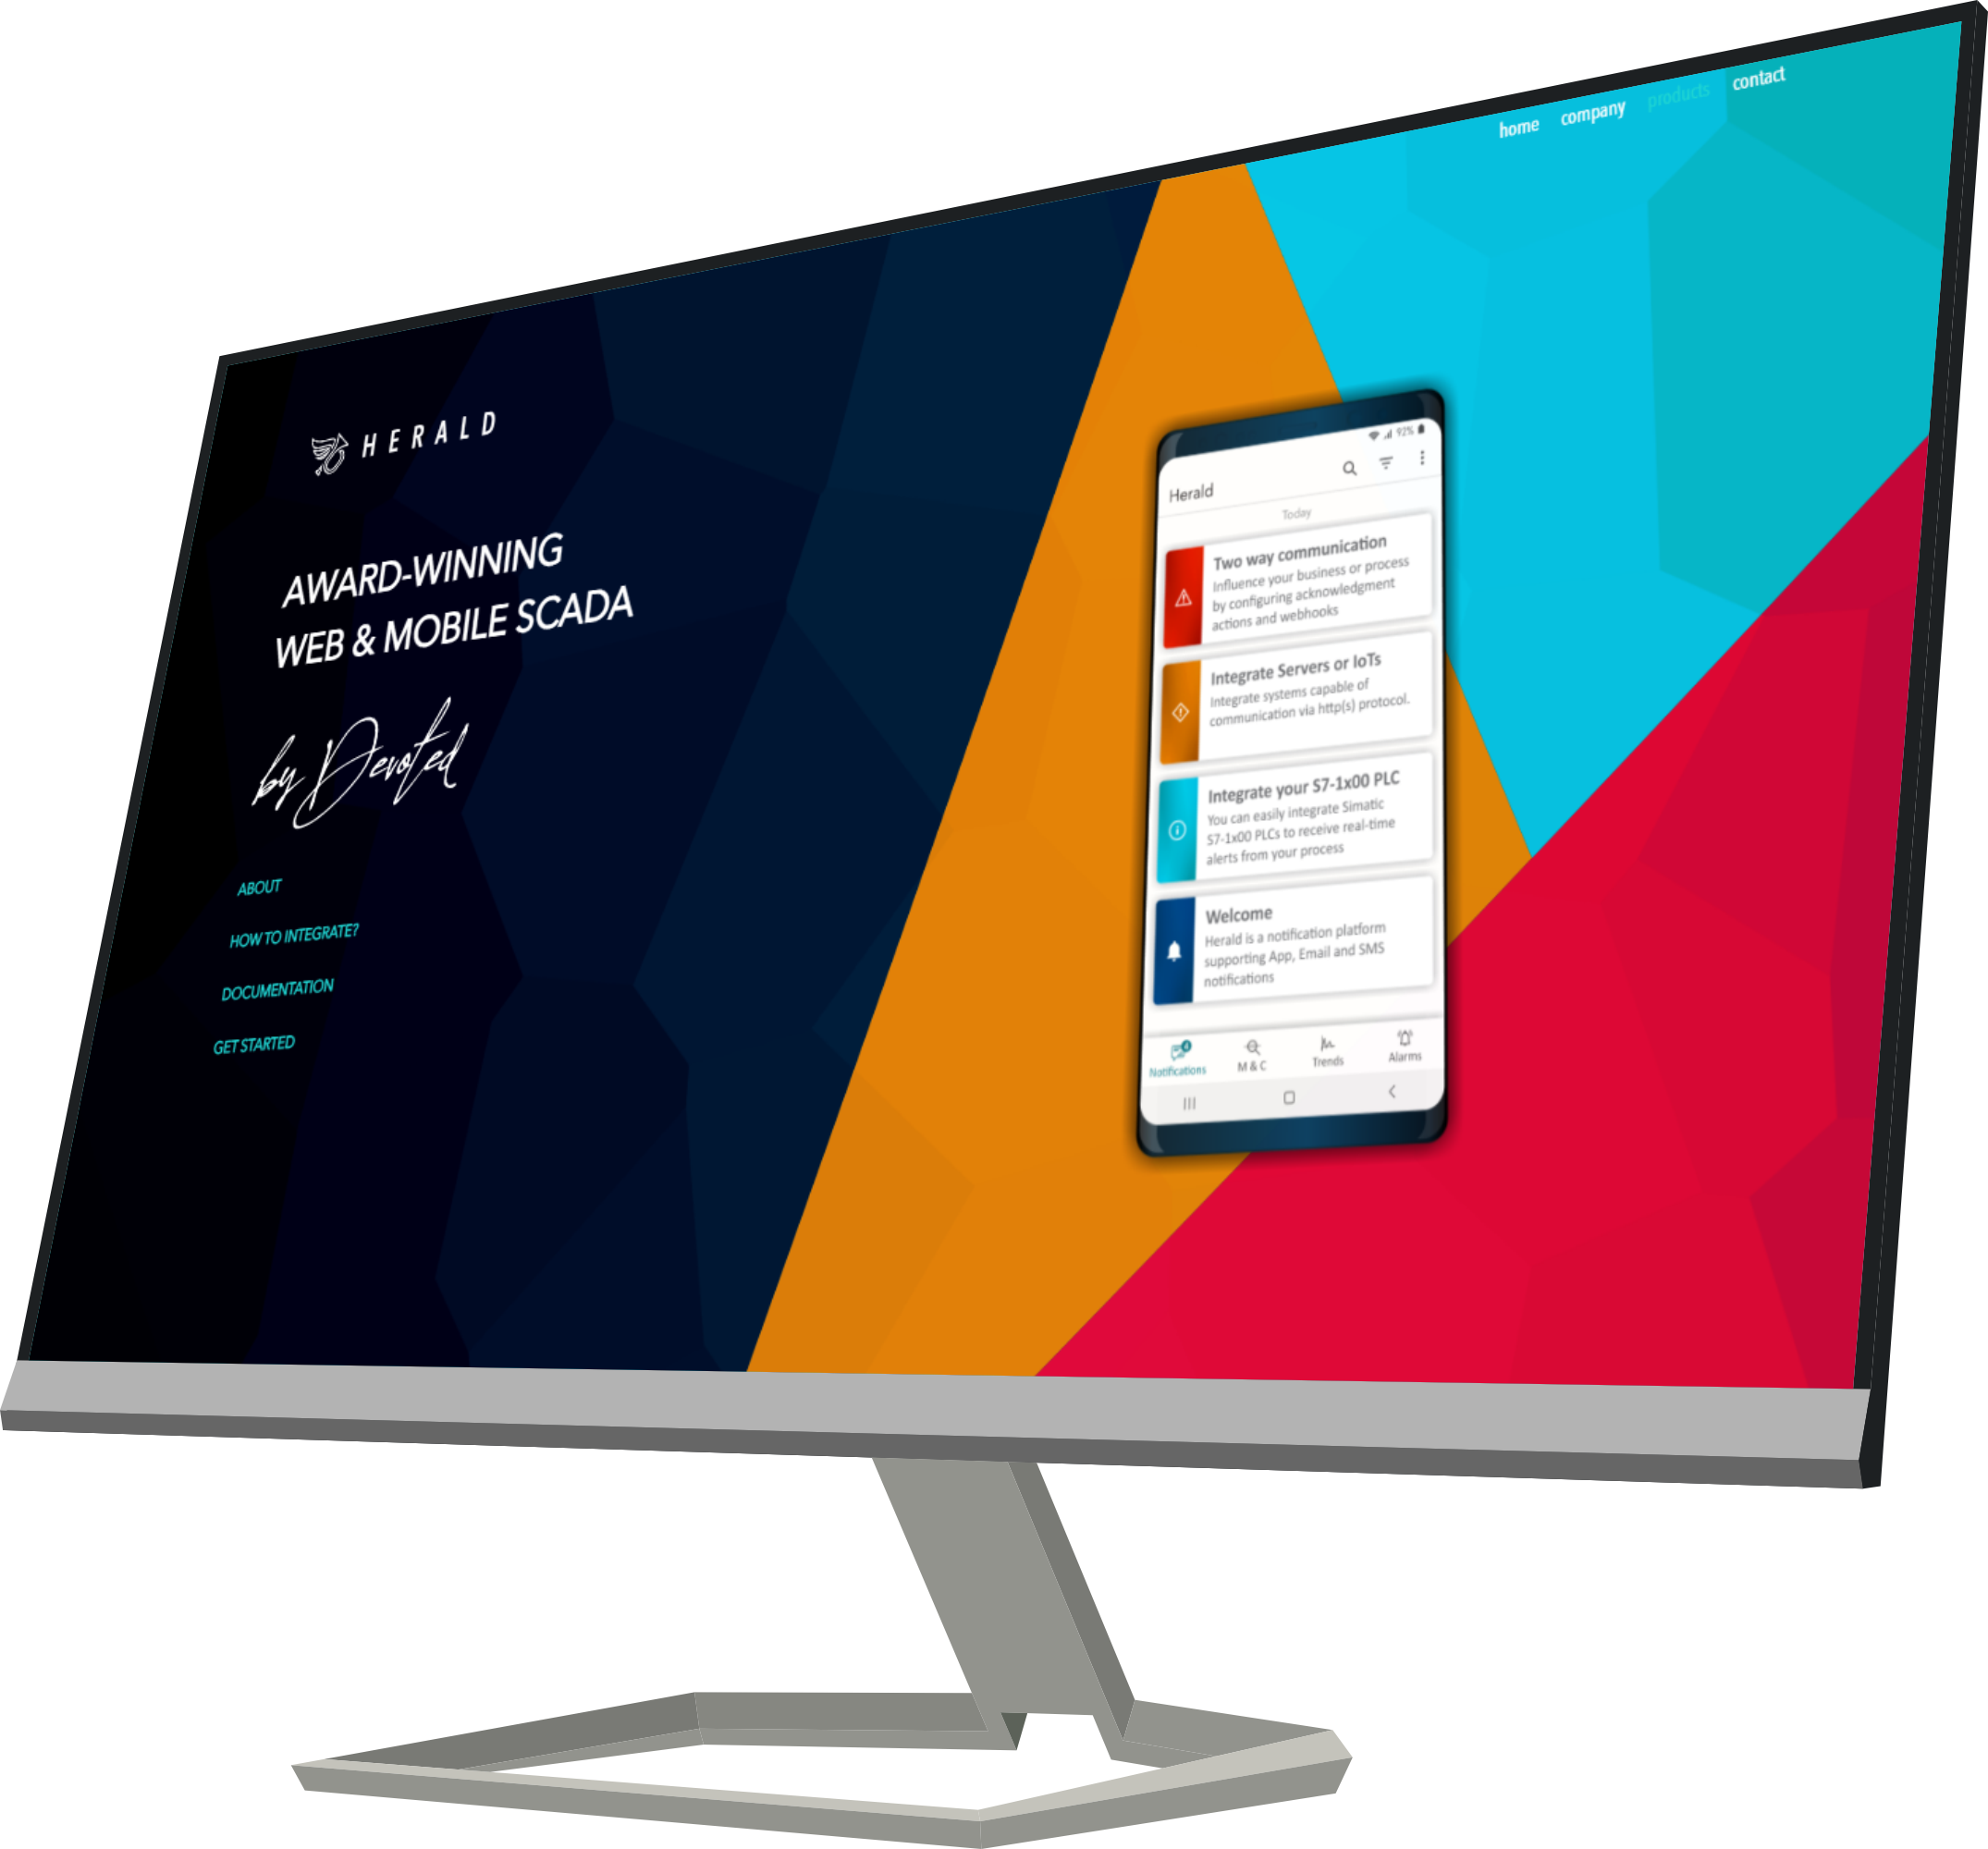 home company products contact
HERALD
AWARD-WINNING
WEB & MOBILE SCADA
by Devoted
ABOUT
HOW TO INTEGRATE?
DOCUMENTATION
GET STARTED
92%
Herald
Today
Two way communication
Influence your business or process
by configuring acknowledgment
actions and webhooks
Integrate Servers or IoTs
Integrate systems capable of
communication via http(s) protocol.
Integrate your S7-1x00 PLC
You can easily integrate Simatic
S7-1x00 PLCs to receive real-time
alerts from your process
Welcome
Herald is a notification platform
supporting App, Email and SMS
notifications
4
Notifications M & C Trends Alarms